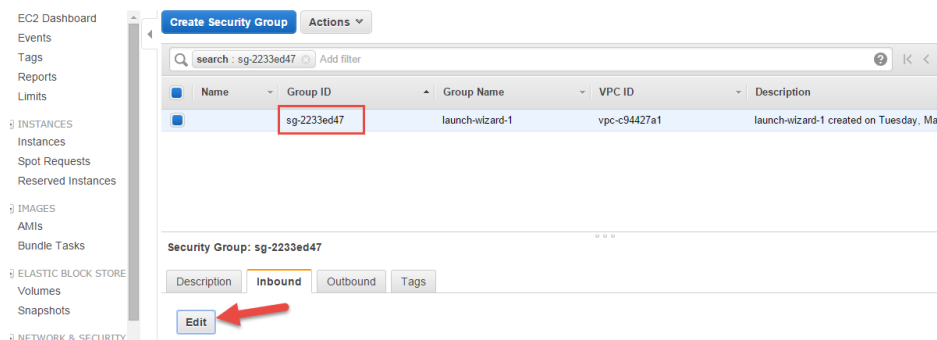 EC2 Dashboard
Events
Tags
Reports
Limits
INSTANCES
Instances
Spot Requests
Reserved Instances
IMAGES
AMIs
Bundle Tasks
ELASTIC BLOCK STORE
Volumes
Snapshots
NETWORK & SECURITY
Create Security Group Actions
search : sg-2233ed47 Add filter
Name Group ID Group Name VPC ID Description
sg-2233ed47 launch-wizard-1 vpc-c94427a1 launch-wizard-1 created on Tuesday, Ma
Security Group: sg-2233ed47
Description Inbound Outbound Tags
Edit